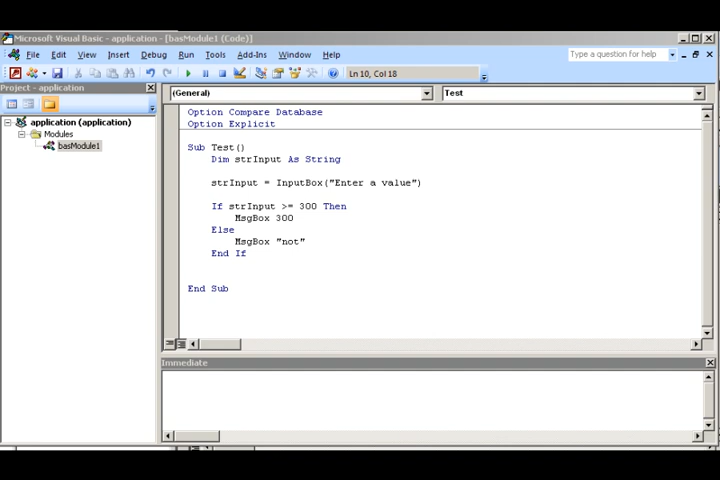 Microsoft Visual Basic - application - [basModule1 (Code)]
File Edit View Insert Debug Run Tools Add-Ins Window Help
Type a question for help
Ln 10, Col 18
Project - application
(General)
Test
application (application)
Modules
basModule1
Option Compare Database
Option Explicit
Sub Test()
Dim strInput As String
strInput = InputBox("Enter a value")
If strInput >= 300 Then
MsgBox 300
Else
MsgBox "not"
End If
End Sub
Immediate